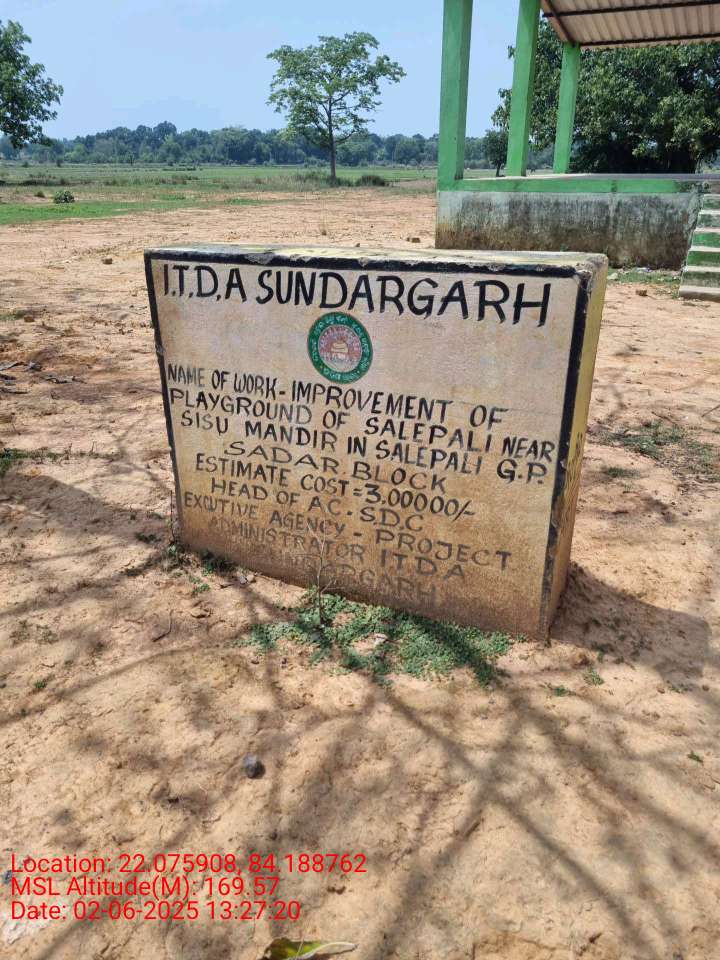 I.T.D.A SUNDARGARH
NAME OF WORK - IMPROVEMENT OF
PLAYGROUND OF SALEPALI NEAR
SISU MANDIR IN SALEPALI G.P.
SADAR.BLOCK
ESTIMATE COST = 3.00000/-
HEAD OF AC - S.D.C
EXCUTIVE AGENCY - PROJECT
ADMINISTRATOR I T D A
SUNDARGARH
Location: 22.075908, 84.188762
MSL Altitude(M): 169.57
Date: 02-06-2025 13:27:20